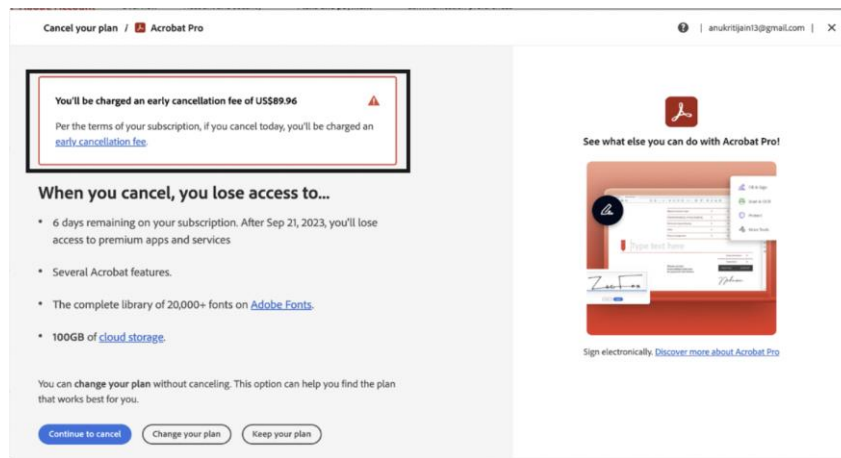 Cancel your plan / Acrobat Pro
anukritijain13@gmail.com |
You'll be charged an early cancellation fee of US$89.96
Per the terms of your subscription, if you cancel today, you'll be charged an
early cancellation fee.
When you cancel, you lose access to...
• 6 days remaining on your subscription. After Sep 21, 2023, you'll lose
access to premium apps and services
• Several Acrobat features.
• The complete library of 20,000+ fonts on Adobe Fonts.
• 100GB of cloud storage.
You can change your plan without canceling. This option can help you find the plan
that works best for you.
Continue to cancel
Change your plan
Keep your plan
See what else you can do with Acrobat Pro!
Fill & Sign
Protect
More Tools
Type text here
Sign electronically. Discover more about Acrobat Pro